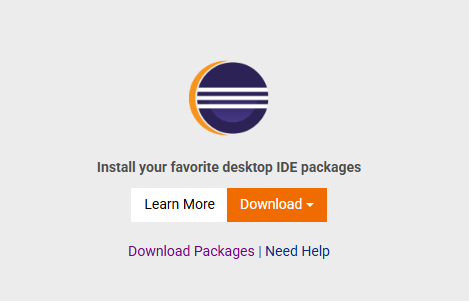 Install your favorite desktop IDE packages
Learn More Download
Download Packages | Need Help